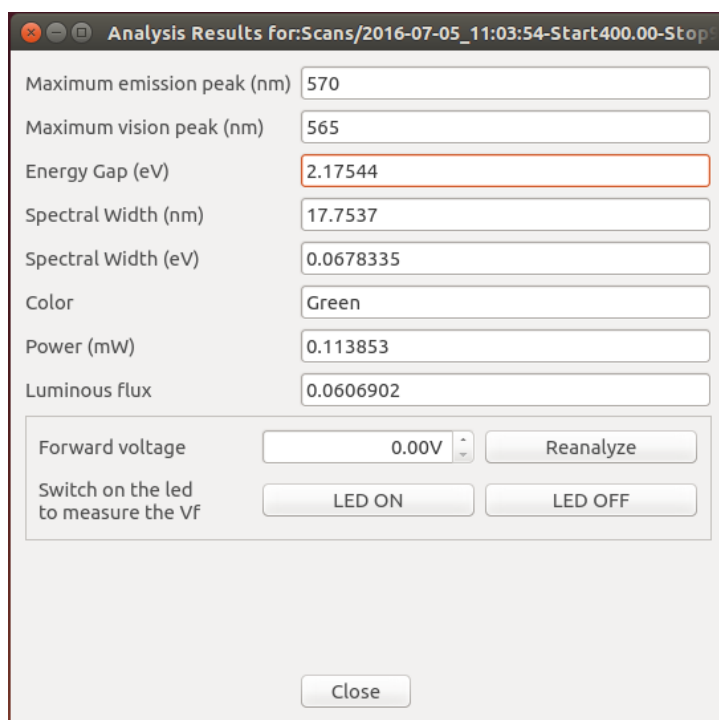 Analysis Results for:Scans/2016-07-05_11:03:54-Start400.00-Stop
Maximum emission peak (nm) 570
Maximum vision peak (nm) 565
Energy Gap (eV) 2.17544
Spectral Width (nm) 17.7537
Spectral Width (eV) 0.0678335
Color Green
Power (mW) 0.113853
Luminous flux 0.0606902
Forward voltage 0.00V Reanalyze
Switch on the led
to measure the Vf LED ON LED OFF
Close